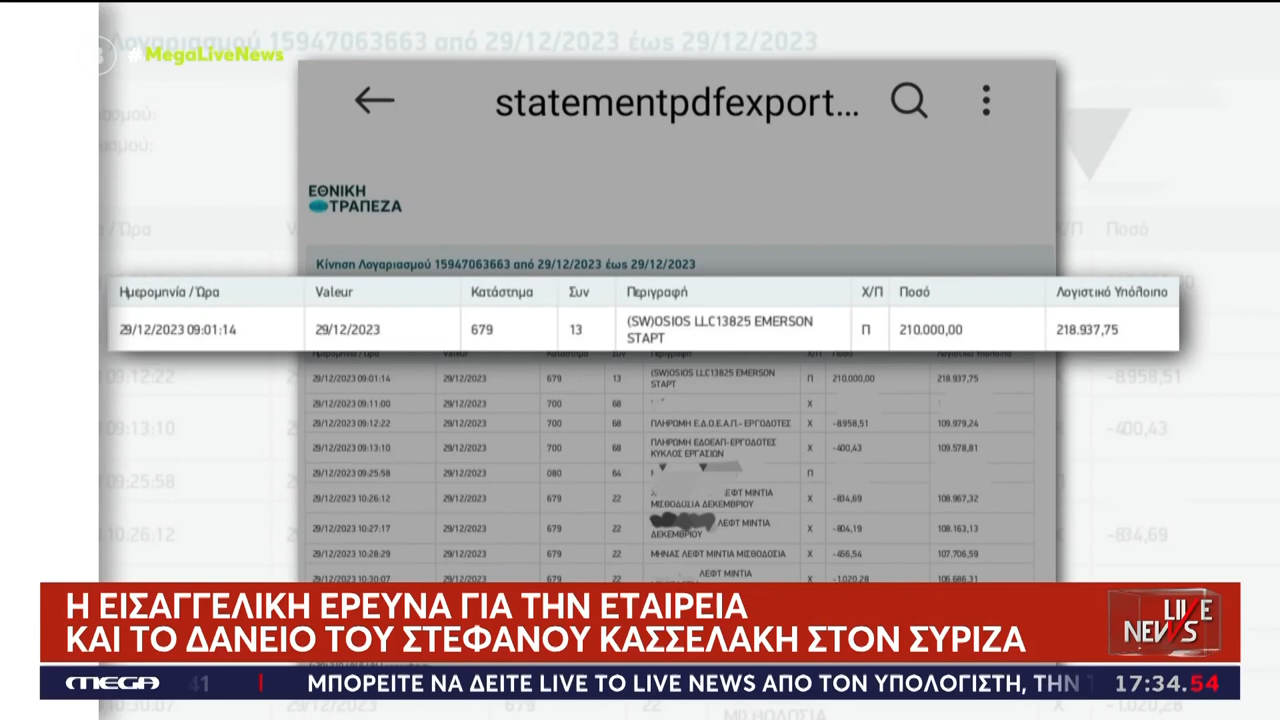 Λογαριασμού 15947063663 από 29/12/2023 έως 29/12/2023
#MegaLiveNews
statementpdfexport...
ΕΘΝΙΚΗ
ΤΡΑΠΕΖΑ
Κίνηση Λογαριασμού 15947063663 από 29/12/2023 έως 29/12/2023
Ημερομηνία / Ώρα Valeur Κατάστημα Συν Περιγραφή Χ/Π Ποσό Λογιστικό Υπόλοιπο
29/12/2023 09:01:14 29/12/2023 679 13 (SW)OSIOS LLC13825 EMERSON STAPT Π 210.000,00 218.937,75
29/12/2023 09:01:14 29/12/2023 679 13 (SW)OSIOS LLC13825 EMERSON STAPT Π 210.000,00 218.937,75
29/12/2023 09:11:00 29/12/2023 700 68 Χ
29/12/2023 09:12:22 29/12/2023 700 68 ΠΛΗΡΩΜΗ Ε.Δ.Ο.Ε.Α.Π.- ΕΡΓΟΔΟΤΕΣ Χ -8.958,51 109.979,24
29/12/2023 09:13:10 29/12/2023 700 68 ΠΛΗΡΩΜΗ ΕΔΟΕΑΠ-ΕΡΓΟΔΟΤΕΣ ΚΥΚΛΟΣ ΕΡΓΑΣΙΩΝ Χ -400,43 109.578,81
29/12/2023 09:25:58 29/12/2023 080 64 Π
29/12/2023 10:26:12 29/12/2023 679 22 ΕΦΤ ΜΙΝΤΙΑ ΜΙΣΘΟΔΟΣΙΑ ΔΕΚΕΜΒΡΙΟΥ Χ -834,69 108.967,32
29/12/2023 10:27:17 29/12/2023 679 22 ΛΕΦΤ ΜΙΝΤΙΑ ΔΕΚΕΜΒΡΙΟΥ Χ -804,19 108.163,13
29/12/2023 10:28:29 29/12/2023 679 22 ΜΗΝΑΣ ΛΕΦΤ ΜΙΝΤΙΑ ΜΙΣΘΟΔΟΣΙΑ Χ -456,54 107.706,59
29/12/2023 10:30:07 29/12/2023 679 22 ΛΕΦΤ ΜΙΝΤΙΑ Χ -1.020,28 106.686,31
Η ΕΙΣΑΓΓΕΛΙΚΗ ΕΡΕΥΝΑ ΓΙΑ ΤΗΝ ΕΤΑΙΡΕΙΑ
ΚΑΙ ΤΟ ΔΑΝΕΙΟ ΤΟΥ ΣΤΕΦΑΝΟΥ ΚΑΣΣΕΛΑΚΗ ΣΤΟΝ ΣΥΡΙΖΑ
LIVE
NEWS
MEGA 41 | ΜΠΟΡΕΙΤΕ ΝΑ ΔΕΙΤΕ LIVE ΤΟ LIVE NEWS ΑΠΟ ΤΟΝ ΥΠΟΛΟΓΙΣΤΗ, ΤΗΝ 17:34.54